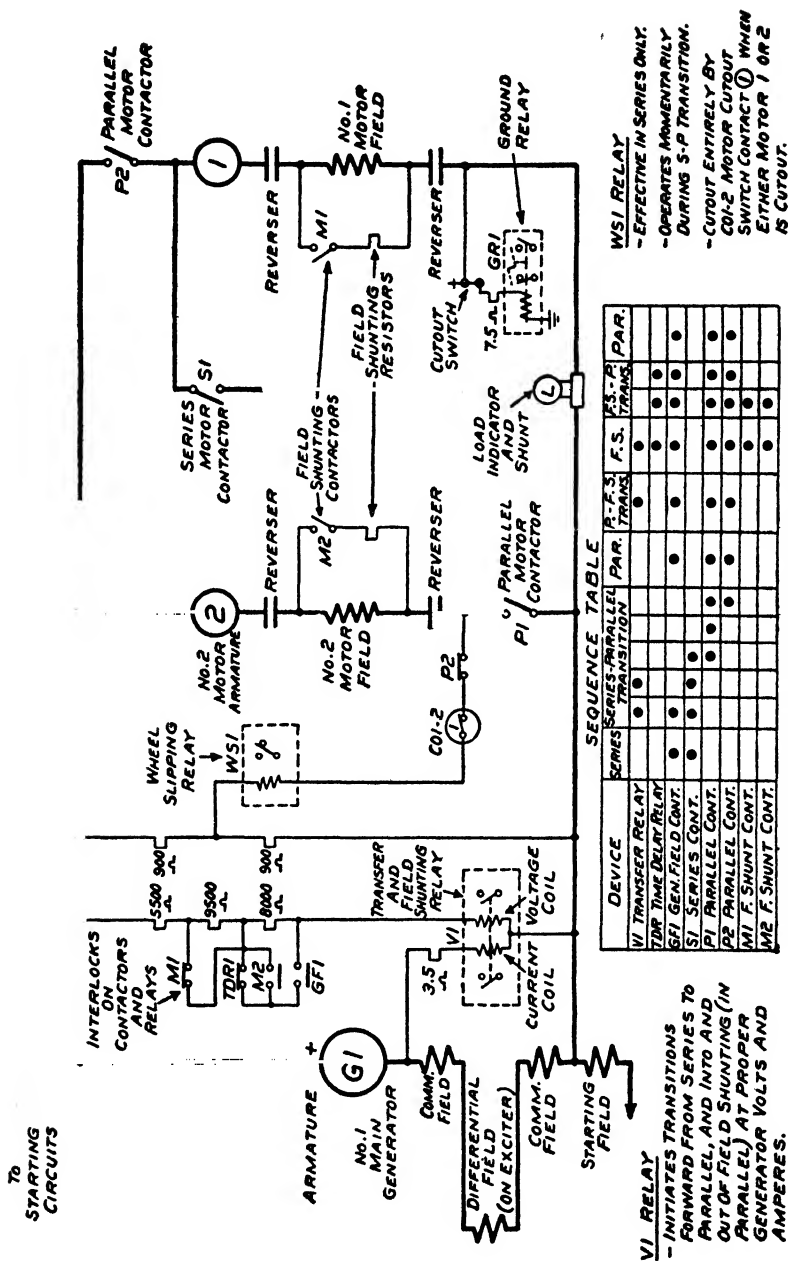 TO
STARTING
CIRCUITS
INTERLOCKS
ON
CONTACTORS
AND
RELAYS
M1
TDR1
M2
GF1
5500
900
Ω
9500
8000
900
Ω
WHEEL
SLIPPING
RELAY
WS1
NO.2
MOTOR
ARMATURE
2
REVERSER
NO.2
MOTOR
FIELD
M2
REVERSER
SERIES
MOTOR
CONTACTOR
S1
PARALLEL
MOTOR
CONTACTOR
P2
1
REVERSER
NO.1
MOTOR
FIELD
M1
FIELD
SHUNTING
CONTACTORS
FIELD
SHUNTING
RESISTORS
REVERSER
GROUND
RELAY
GR1
CUTOUT
SWITCH
7.5 Ω
LOAD
INDICATOR
AND
SHUNT
L
PARALLEL
MOTOR
CONTACTOR
P1
P2
CO1-2
1
ARMATURE
+
G1
NO.1
MAIN
GENERATOR
COMM.
FIELD
DIFFERENTIAL
FIELD
(ON EXCITER)
COMM.
FIELD
STARTING
FIELD
3.5
Ω
V1
TRANSFER
AND
FIELD
SHUNTING
RELAY
CURRENT
COIL
VOLTAGE
COIL
V1 RELAY
- INITIATES TRANSITIONS
FORWARD FROM SERIES TO
PARALLEL, AND INTO AND
OUT OF FIELD SHUNTING (IN
PARALLEL) AT PROPER
GENERATOR VOLTS AND
AMPERES.
SEQUENCE TABLE
DEVICE SERIES SERIES-PARALLEL TRANSITION PAR. P.-F.S. TRANS. F.S. F.S.-P. TRANS. PAR.
V1 TRANSFER RELAY ● ● ● ●
TDR TIME DELAY RELAY ● ●
GF1 GEN. FIELD CONT. ● ● ● ● ● ● ● ●
S1 SERIES CONT. ● ● ● ●
P1 PARALLEL CONT. ● ● ● ● ● ● ● ● ●
P2 PARALLEL CONT. ● ● ● ● ● ● ●
M1 F. SHUNT CONT. ● ●
M2 F. SHUNT CONT. ● ●
WS1 RELAY
- EFFECTIVE IN SERIES ONLY.
- OPERATES MOMENTARILY
DURING S-P TRANSITION.
- CUTOUT ENTIRELY BY
CO1-2 MOTOR CUTOUT
SWITCH CONTACT ① WHEN
EITHER MOTOR 1 OR 2
IS CUTOUT.